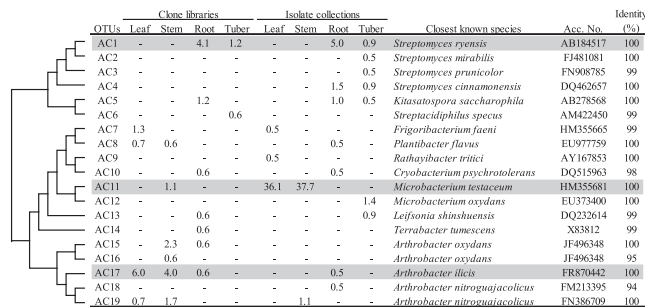 Clone libraries Isolate collections Identity
OTUs Leaf Stem Root Tuber Leaf Stem Root Tuber Closest known species Acc. No. (%)
AC1 - - 4.1 1.2 - - 5.0 0.9 Streptomyces ryensis AB184517 100
AC2 - - - - - - - 0.5 Streptomyces mirabilis FJ481081 100
AC3 - - - - - - - 0.5 Streptomyces prunicolor FN908785 99
AC4 - - - - - - 1.5 0.9 Streptomyces cinnamonensis DQ462657 100
AC5 - - 1.2 - - - 1.0 0.5 Kitasatospora saccharophila AB278568 100
AC6 - - - 0.6 - - - - Streptacidiphilus specus AM422450 99
AC7 1.3 - - - 0.5 - - - Frigoribacterium faeni HM355665 99
AC8 0.7 0.6 - - - - 0.5 - Plantibacter flavus EU977759 100
AC9 - - - - 0.5 - - - Rathayibacter tritici AY167853 100
AC10 - - 0.6 - - - 0.5 - Cryobacterium psychrotolerans DQ515963 98
AC11 - 1.1 - - 36.1 37.7 - - Microbacterium testaceum HM355681 100
AC12 - - - - - - - 1.4 Microbacterium oxydans EU373400 100
AC13 - - 0.6 - - - - 0.9 Leifsonia shinshuensis DQ232614 99
AC14 - - 0.6 - - - - - Terrabacter tumescens X83812 99
AC15 - 2.3 0.6 - - - - - Arthrobacter oxydans JF496348 100
AC16 - 0.6 - - - - - - Arthrobacter oxydans JF496348 95
AC17 6.0 4.0 0.6 - - - 0.5 - Arthrobacter ilicis FR870442 100
AC18 - - - - - - 0.5 - Arthrobacter nitroguajacolicus FM213395 94
AC19 0.7 1.7 - - - 1.1 - - Arthrobacter nitroguajacolicus FN386709 100